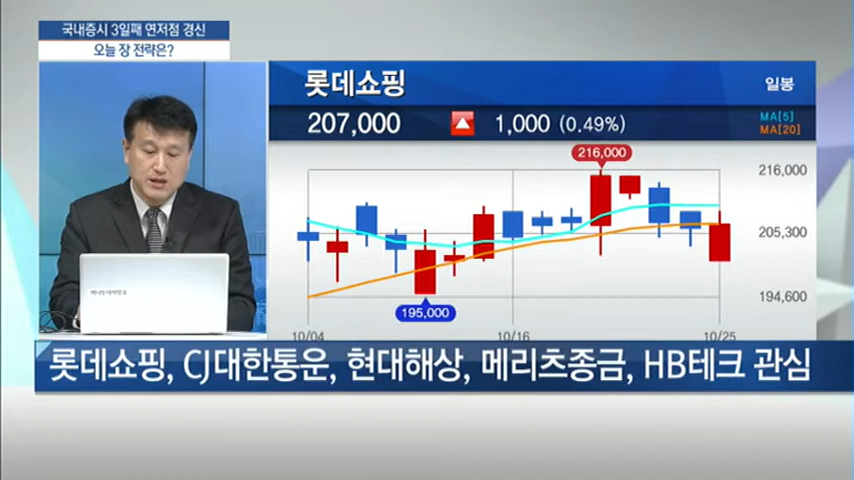 국내증시 3일째 연저점 경신
오늘 장 전략은?
롯데쇼핑
일봉
207,000 1,000 (0.49%)
MA[5]
MA[20]
216,000
216,000
205,300
194,600
195,000
10/04 10/16 10/25
롯데쇼핑, CJ대한통운, 현대해상, 메리츠종금, HB테크 관심